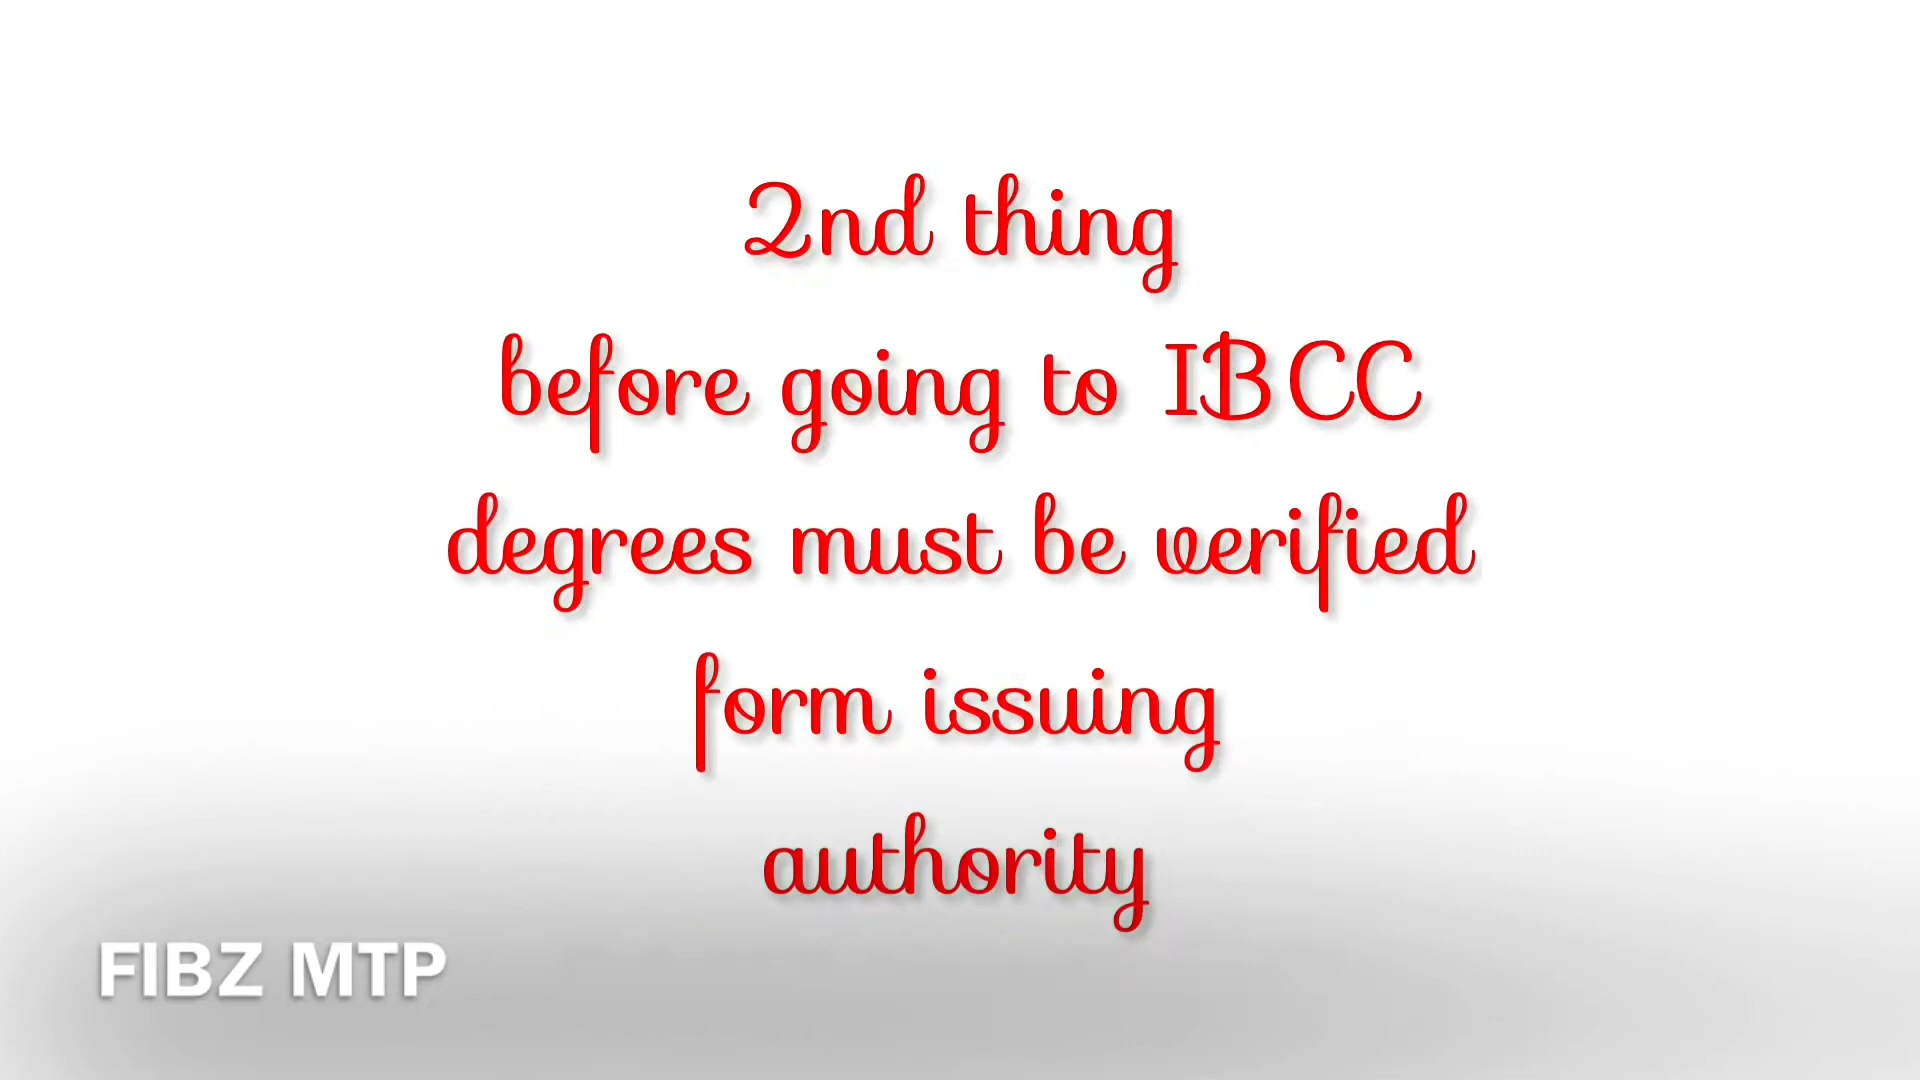 2nd thing
before going to IBCC
degrees must be verified
form issuing
authority
FIBZ MTP